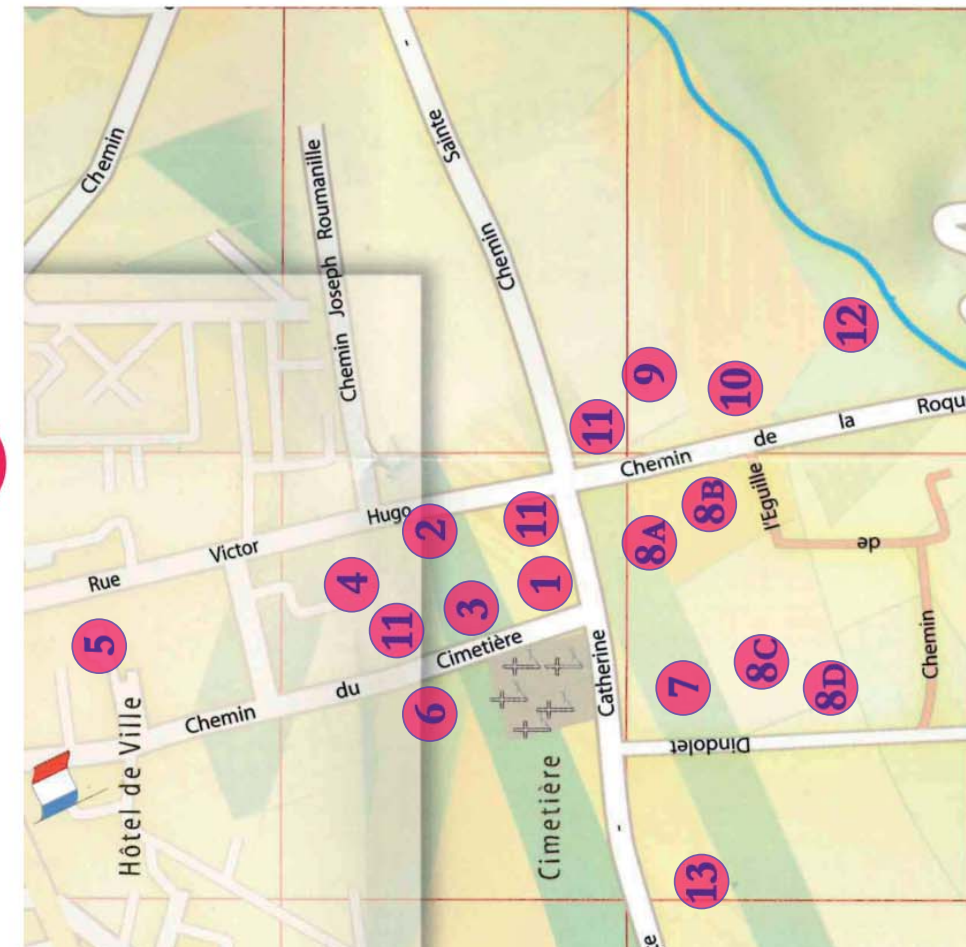 Chemin
Sainte
-
Chemin
Chemin Joseph Roumanille
12
9
10
11
Chemin
de
la
Roqu
Hugo
Victor
Rue
2
11
8B
8A
l'Eguille
de
Chemin
4
11
3
1
5
Cimetière
du
Chemin
6
Catherine
7
8C
8D
Dindolet
Hôtel de Ville
Cimetière
-
13